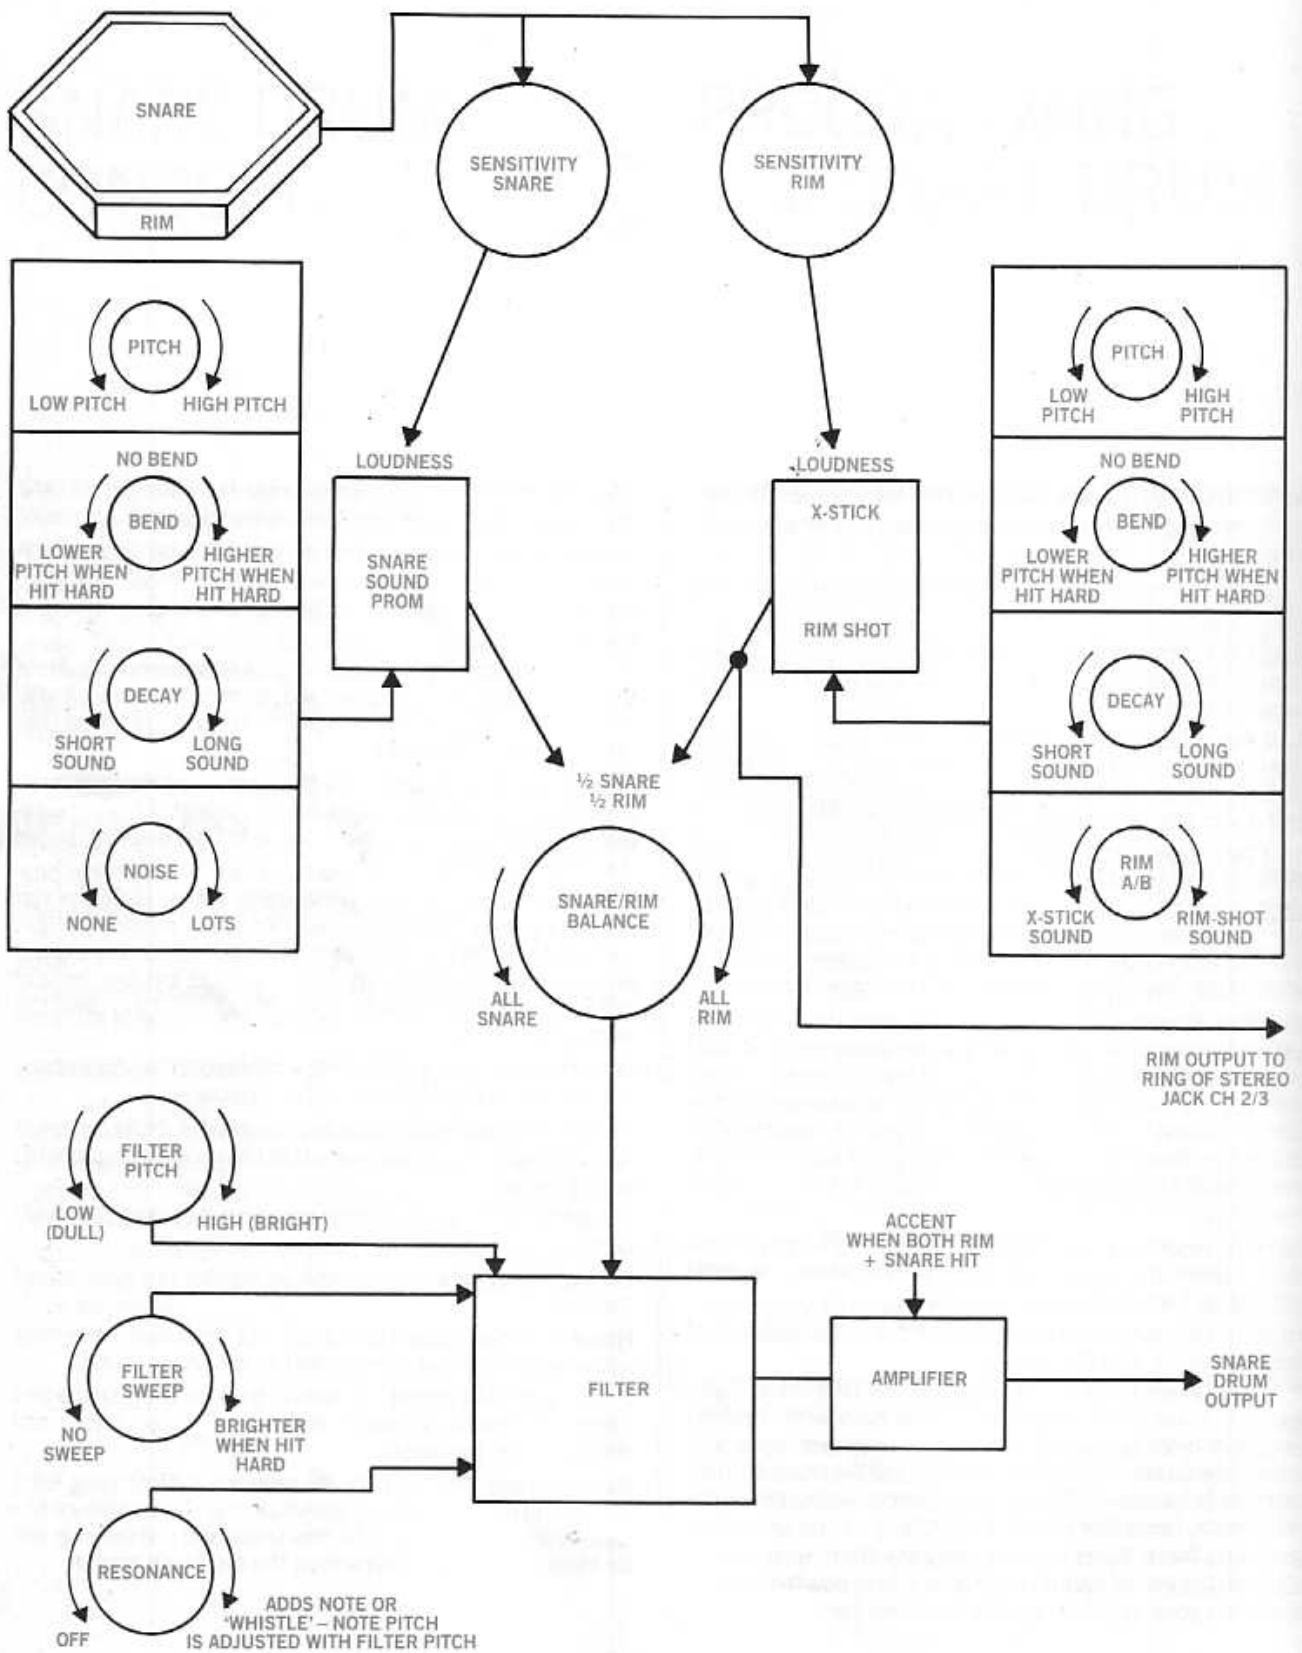 SNARE
RIM
SENSITIVITY
SNARE
SENSITIVITY
RIM
PITCH
LOW PITCH
HIGH PITCH
NO BEND
BEND
LOWER
PITCH WHEN
HIT HARD
HIGHER
PITCH WHEN
HIT HARD
DECAY
SHORT
SOUND
LONG
SOUND
NOISE
NONE
LOTS
LOUDNESS
SNARE
SOUND
PROM
LOUDNESS
X-STICK
RIM SHOT
PITCH
LOW
PITCH
HIGH
PITCH
NO BEND
BEND
LOWER
PITCH WHEN
HIT HARD
HIGHER
PITCH WHEN
HIT HARD
DECAY
SHORT
SOUND
LONG
SOUND
RIM
A/B
X-STICK
SOUND
RIM-SHOT
SOUND
½ SNARE
½ RIM
SNARE/RIM
BALANCE
ALL
SNARE
ALL
RIM
RIM OUTPUT TO
RING OF STEREO
JACK CH 2/3
FILTER
PITCH
LOW
(DULL)
HIGH (BRIGHT)
FILTER
SWEEP
NO
SWEEP
BRIGHTER
WHEN HIT
HARD
RESONANCE
OFF
ADDS NOTE OR
'WHISTLE' – NOTE PITCH
IS ADJUSTED WITH FILTER PITCH
FILTER
ACCENT
WHEN BOTH RIM
+ SNARE HIT
AMPLIFIER
SNARE
DRUM
OUTPUT